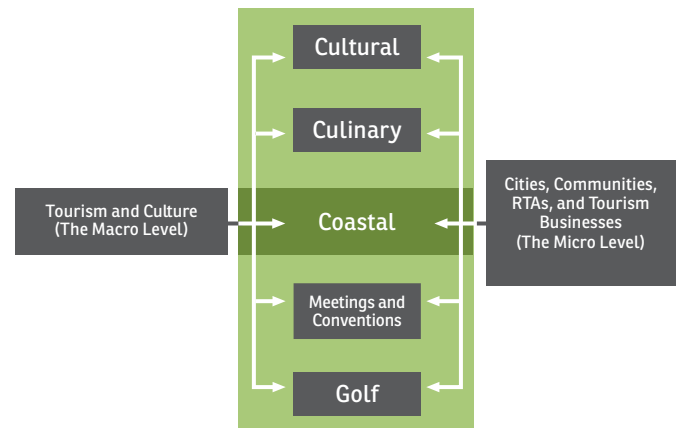 Cultural
Culinary
Tourism and Culture
(The Macro Level)
Coastal
Cities, Communities,
RTAs, and Tourism
Businesses
(The Micro Level)
Meetings and
Conventions
Golf